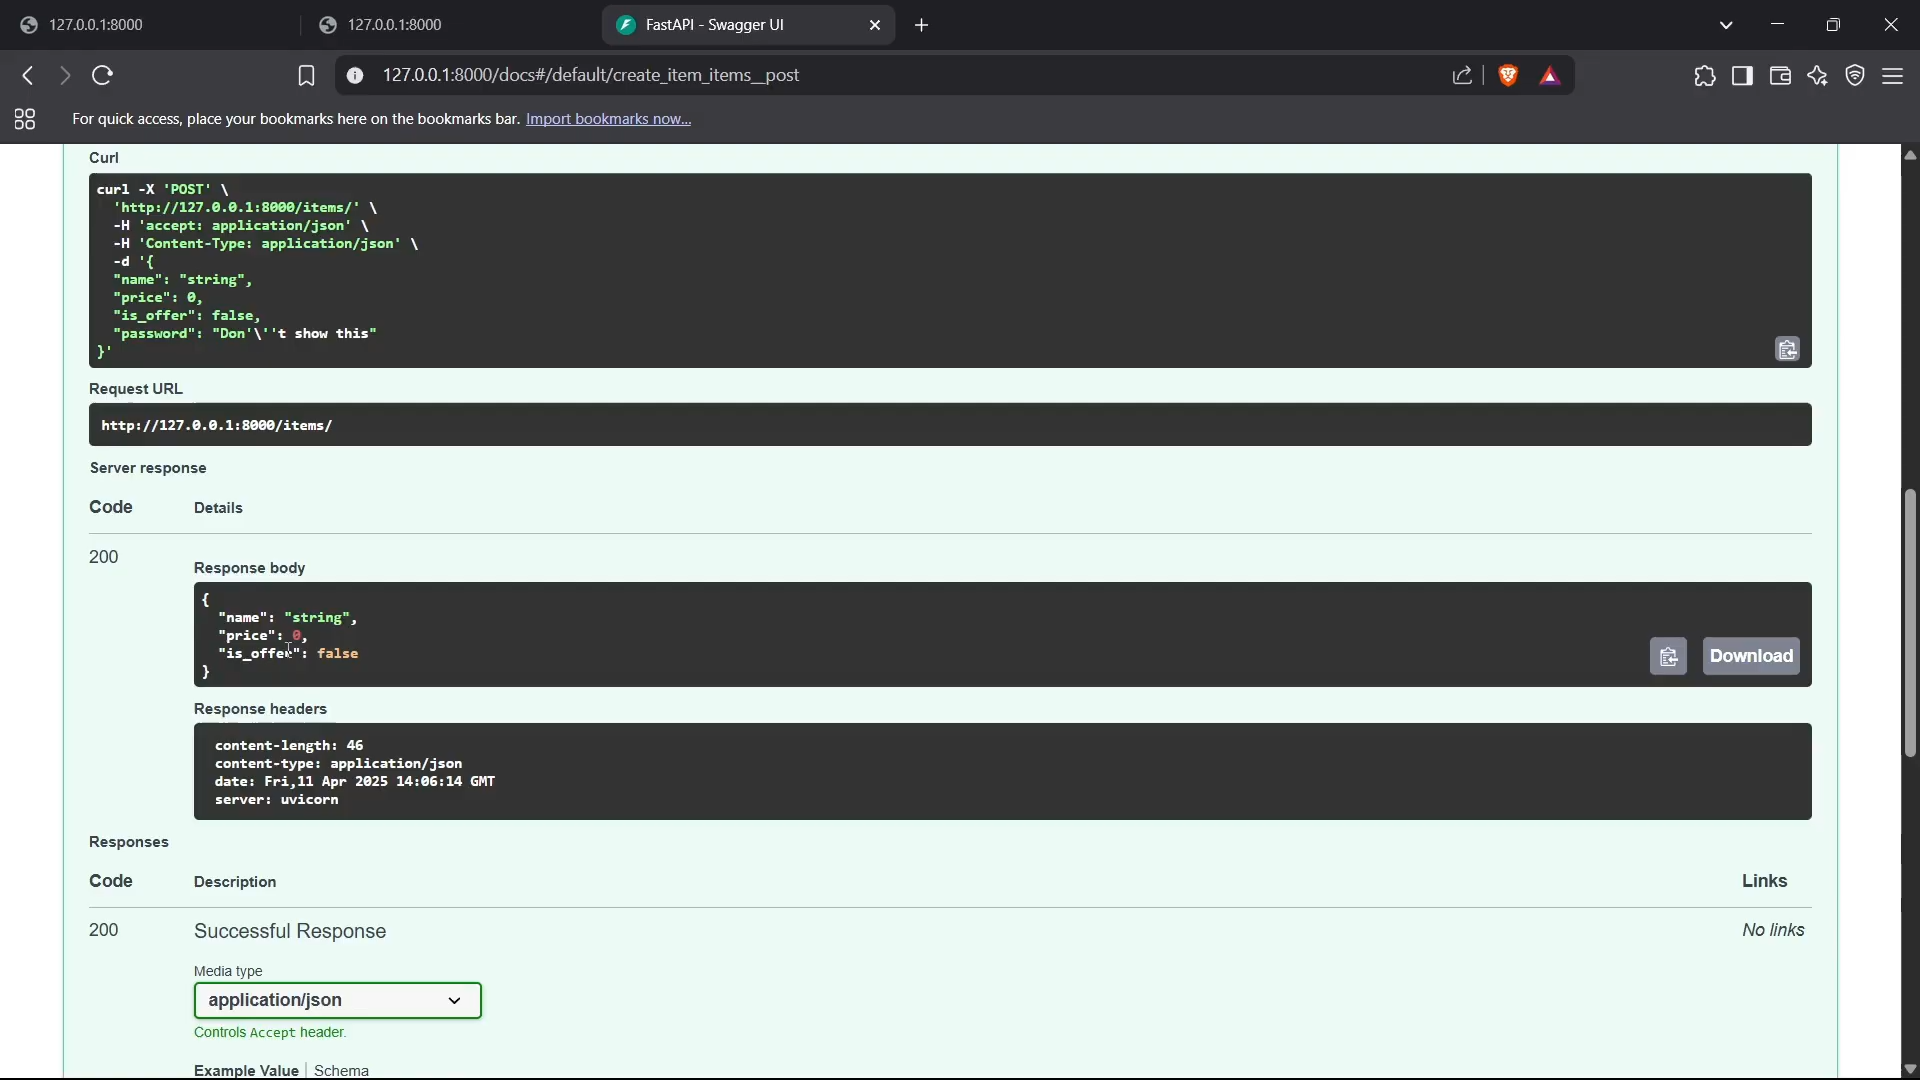 127.0.0.1:8000
127.0.0.1:8000
FastAPI - Swagger UI
127.0.0.1:8000/docs#/default/create_item_items__post
For quick access, place your bookmarks here on the bookmarks bar. Import bookmarks now...
Curl
curl -X 'POST' \
'http://127.0.0.1:8000/items/' \
-H 'accept: application/json' \
-H 'Content-Type: application/json' \
-d '{
"name": "string",
"price": 0,
"is_offer": false,
"password": "Don'\''t show this"
}'
Request URL
http://127.0.0.1:8000/items/
Server response
Code Details
200
Response body
{
"name": "string",
"price": 0,
"is_offer": false
}
Download
Response headers
content-length: 46
content-type: application/json
date: Fri,11 Apr 2025 14:06:14 GMT
server: uvicorn
Responses
Code Description Links
200 Successful Response No links
Media type
application/json
Controls Accept header.
Example Value Schema